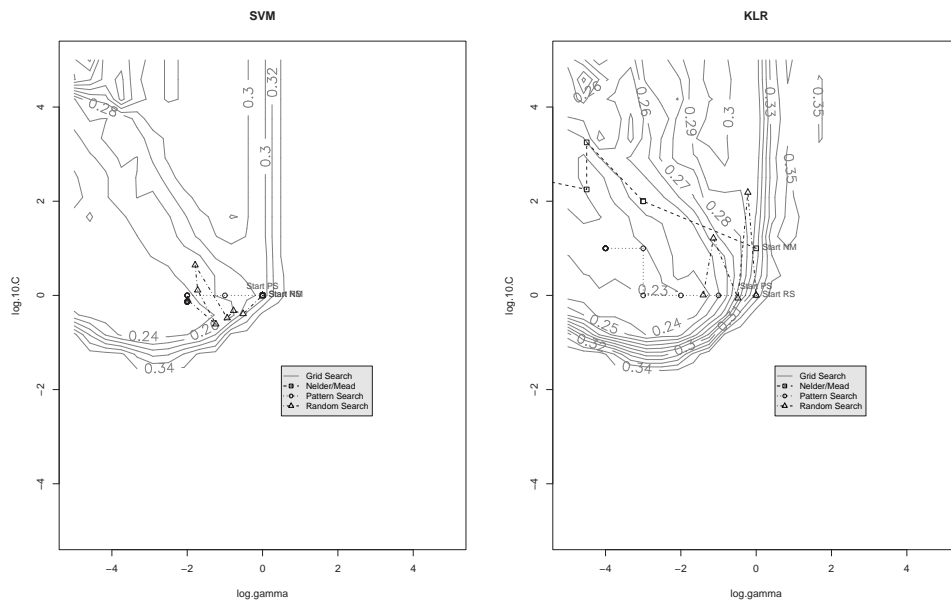 SVM
0.32
0.3
0.3
0.28
0.24
0.34
Start PS
log.10.C
4
2
0
−2
−4
−4
−2
0
2
4
log.gamma
Grid Search
Nelder/Mead
Pattern Search
Random Search
KLR
0.26
0.26
0.29
0.3
0.33
0.35
0.35
0.27
0.28
0.23
0.25
0.24
0.32
0.3
0.34
Start NM
Start PS
Start RS
log.10.C
4
2
0
−2
−4
−4
−2
0
2
4
log.gamma
Grid Search
Nelder/Mead
Pattern Search
Random Search